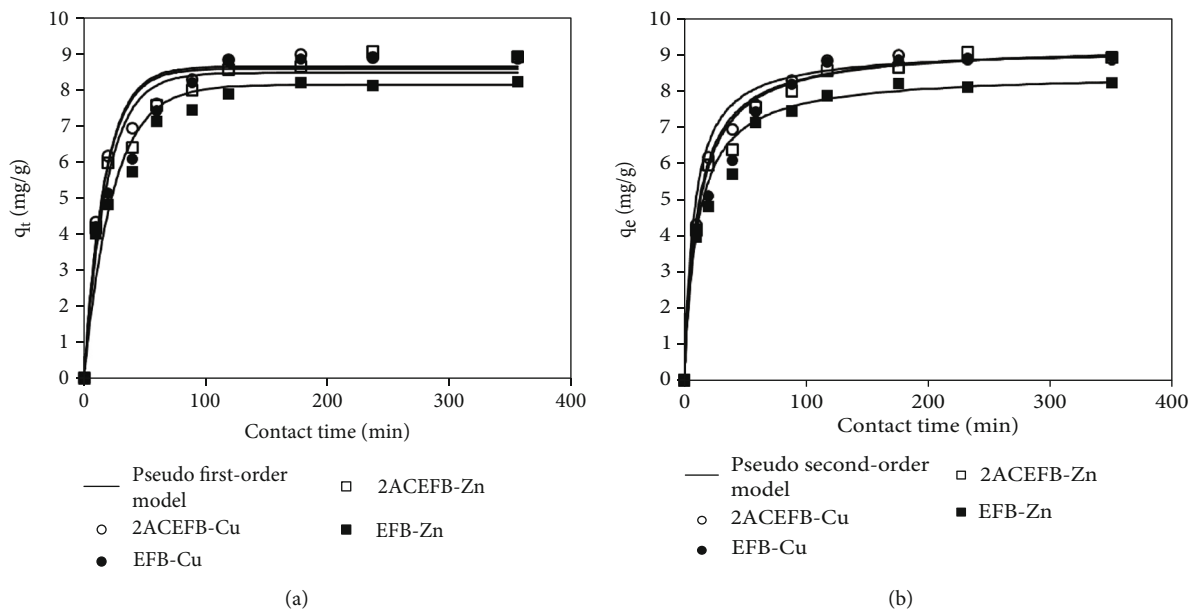 10
9
8
7
6
5
4
3
2
1
0
qt (mg/g)
0 100 200 300 400
Contact time (min)
Pseudo first-order
model
2ACEFB-Cu
EFB-Cu
2ACEFB-Zn
EFB-Zn
(a)
10
9
8
7
6
5
4
3
2
1
0
qe (mg/g)
0 100 200 300 400
Contact time (min)
Pseudo second-order
model
2ACEFB-Cu
EFB-Cu
2ACEFB-Zn
EFB-Zn
(b)